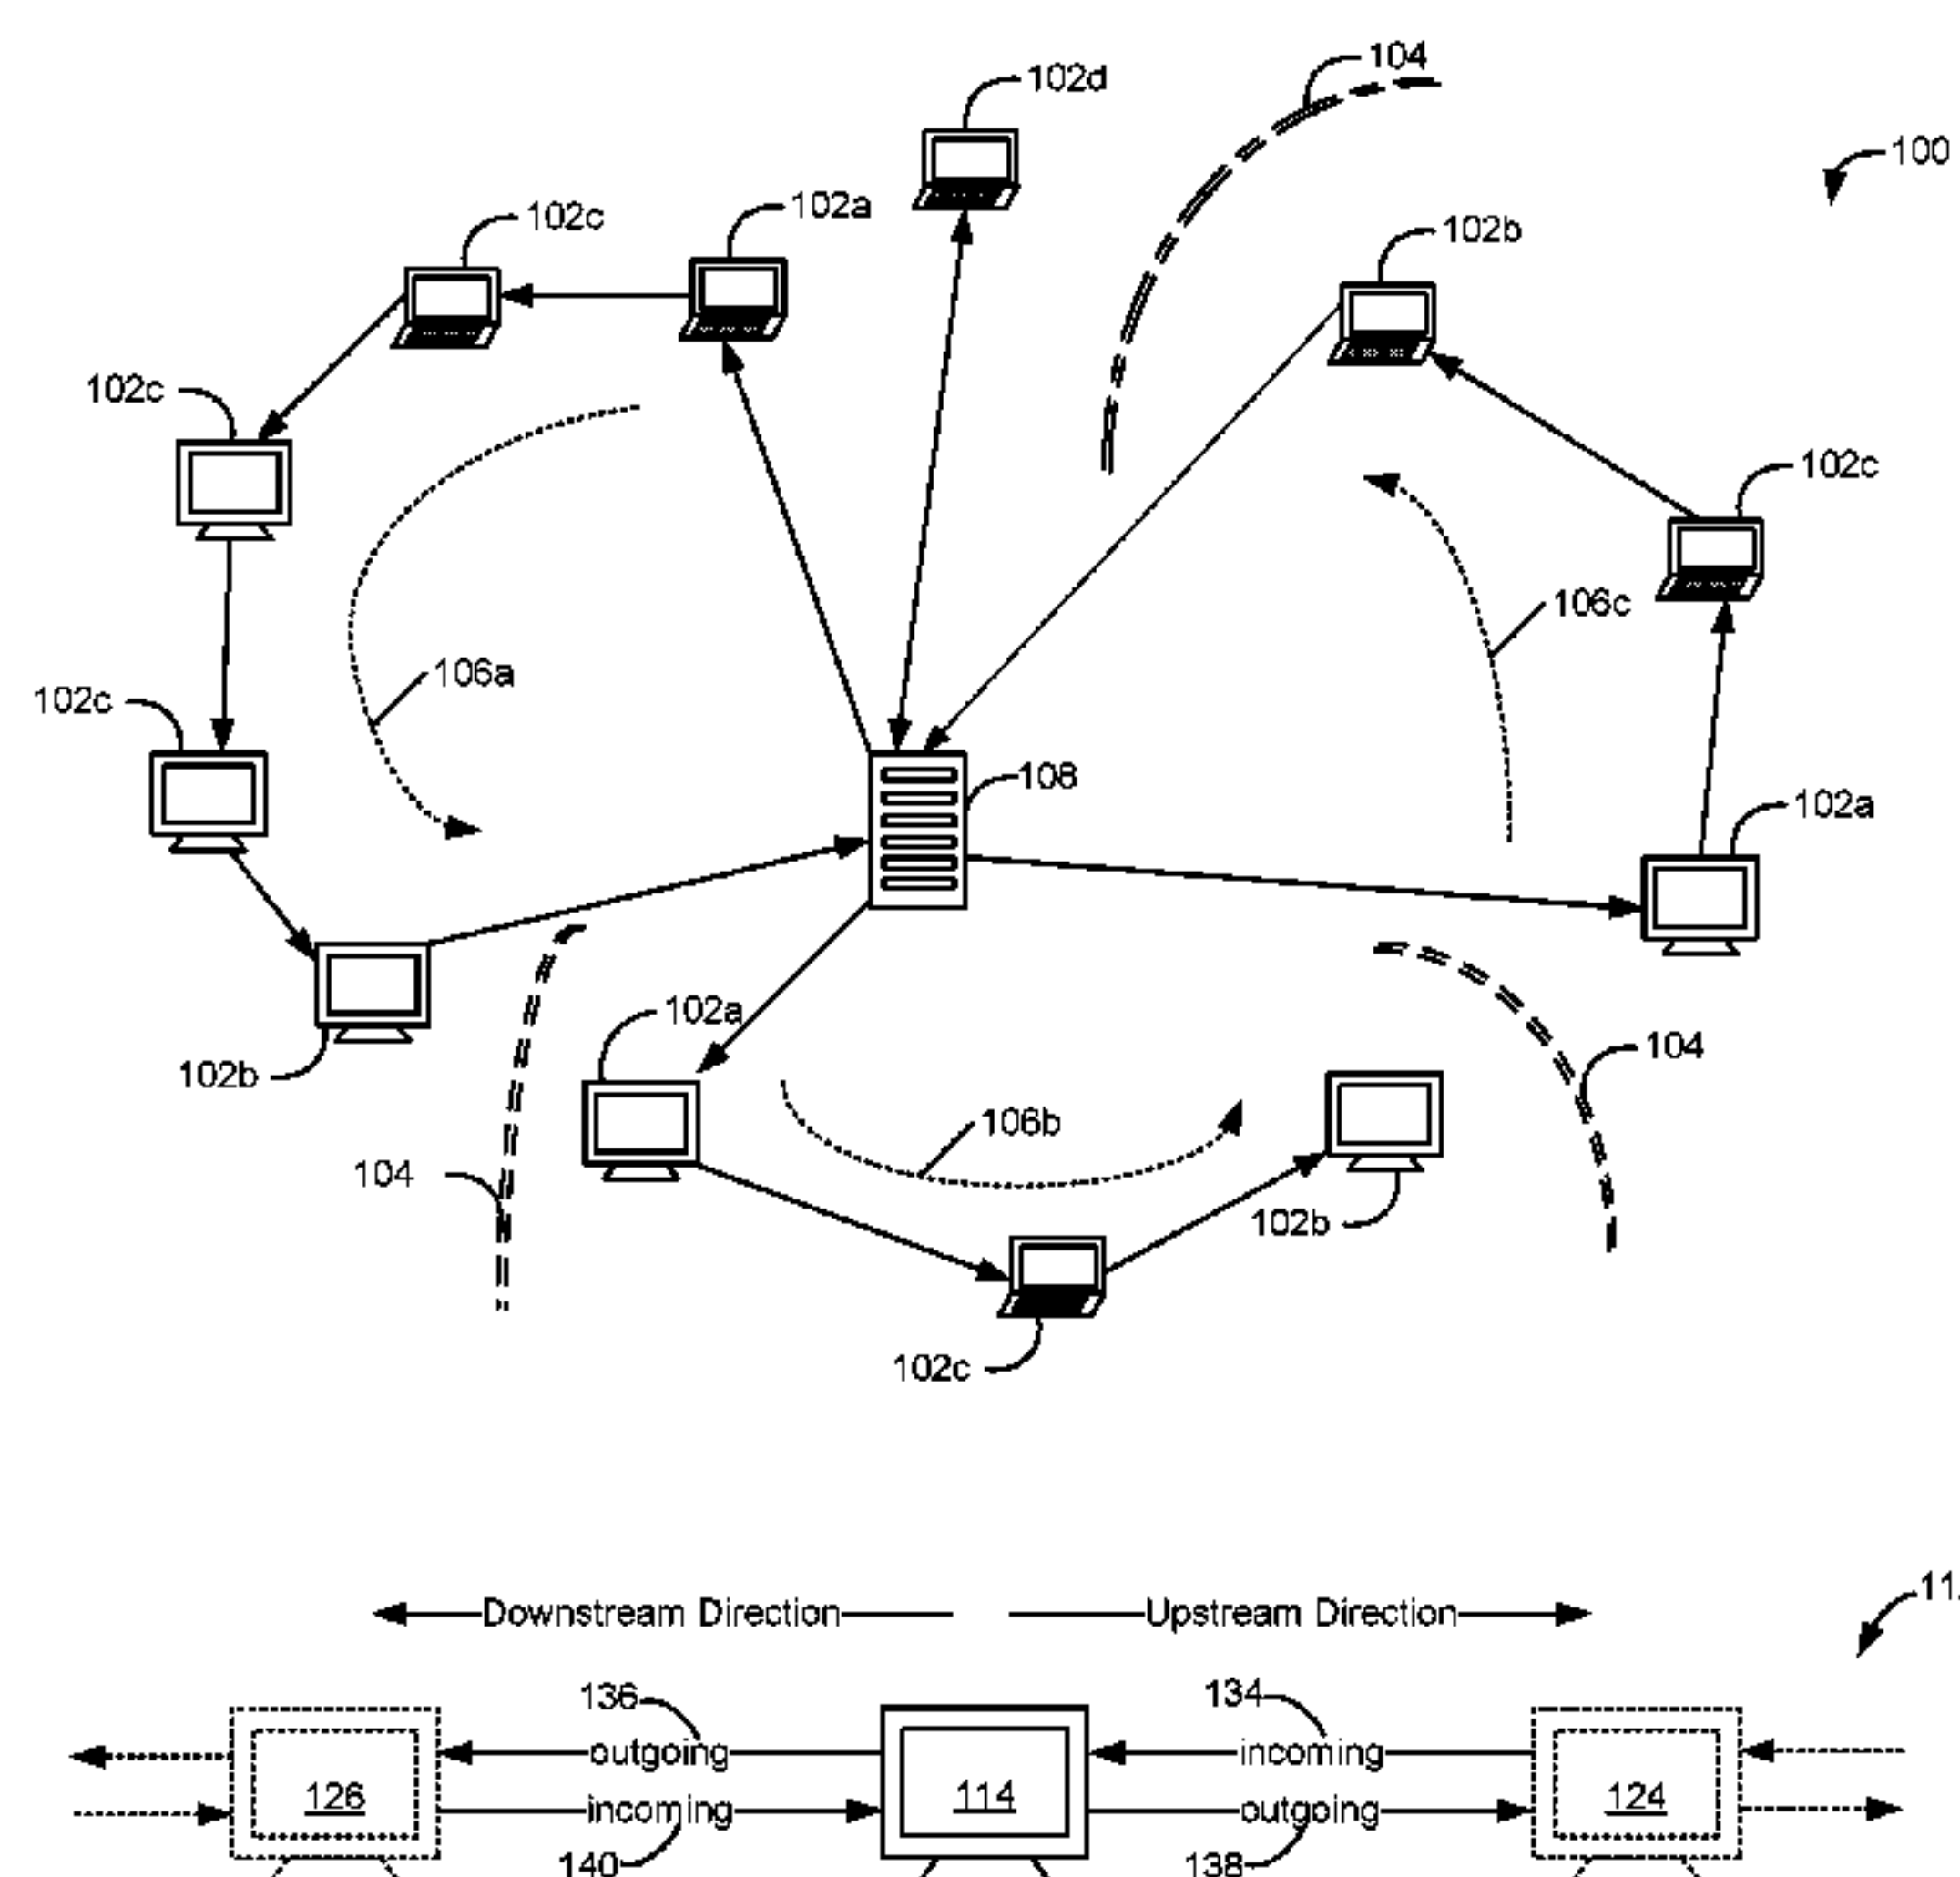 104
102d
100
102c
102a
102b
102c
102c
106c
106a
102c
108
102a
102a
104
102b
106b
104
102b
102c
Downstream Direction
Upstream Direction
136
134
outgoing
incoming
126
114
124
incoming
outgoing
140
138